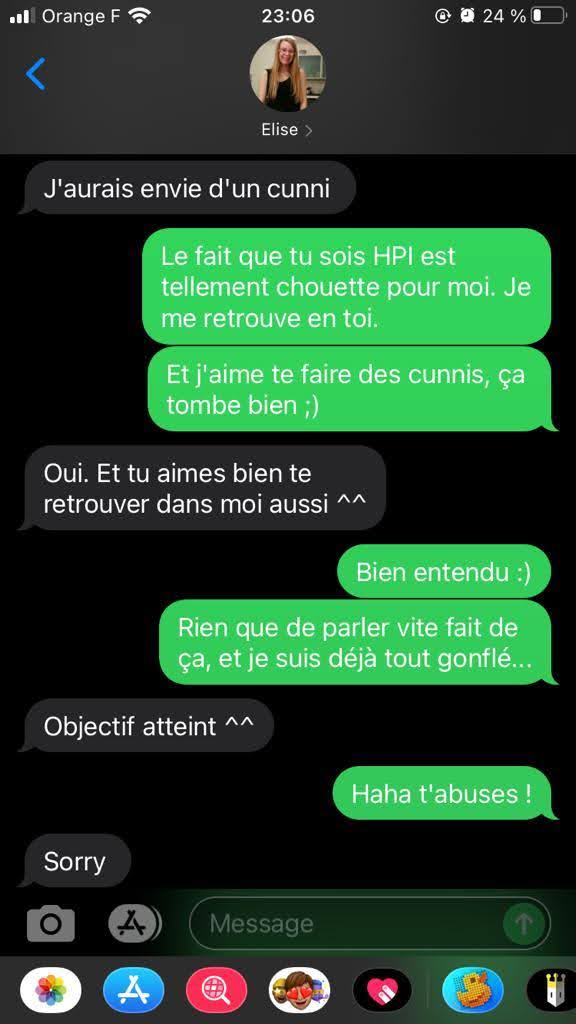 Orange F 23:06 24 %
Elise
J'aurais envie d'un cunni
Le fait que tu sois HPI est
tellement chouette pour moi. Je
me retrouve en toi.
Et j'aime te faire des cunnis, ça
tombe bien ;)
Oui. Et tu aimes bien te
retrouver dans moi aussi ^^
Bien entendu :)
Rien que de parler vite fait de
ça, et je suis déjà tout gonflé...
Objectif atteint ^^
Haha t'abuses !
Sorry
Message